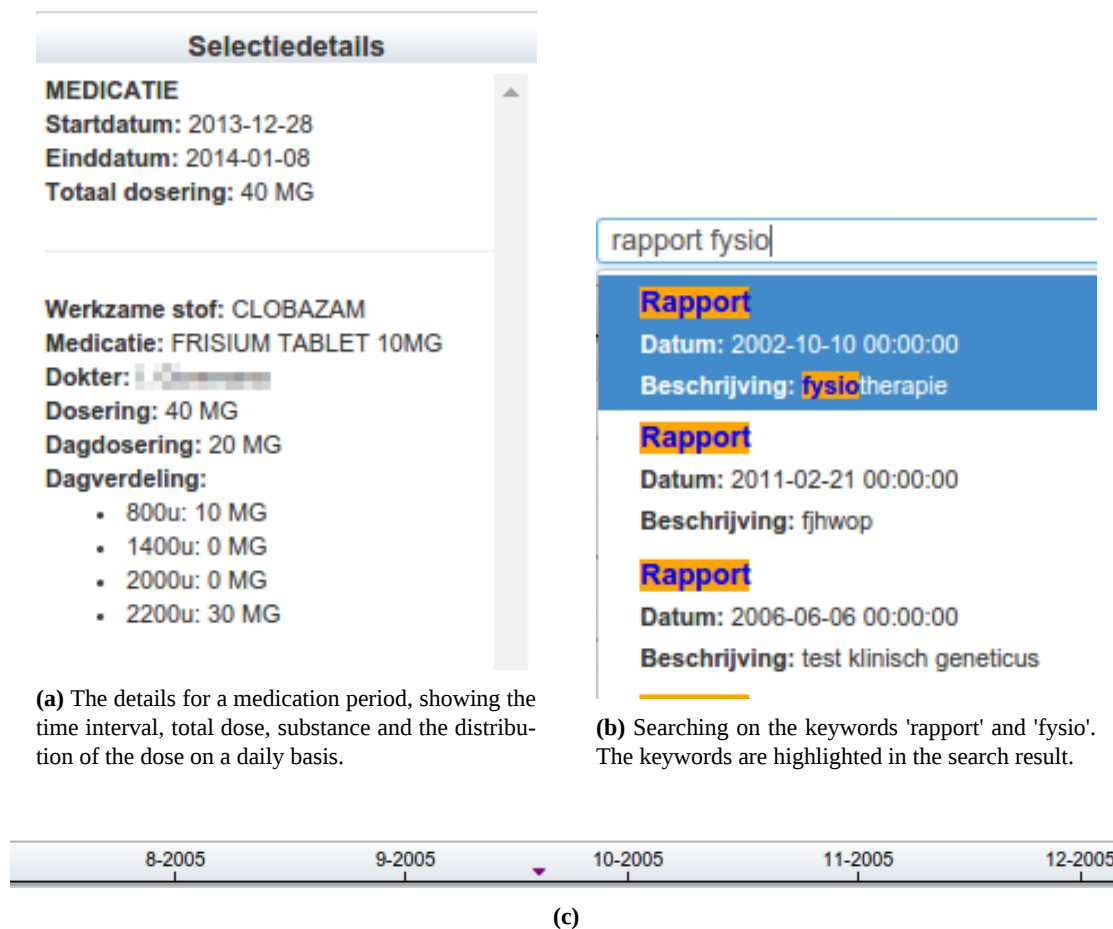 Selectiedetails
MEDICATIE
Startdatum: 2013-12-28
Einddatum: 2014-01-08
Totaal dosering: 40 MG
Werkzame stof: CLOBAZAM
Medicatie: FRISIUM TABLET 10MG
Dokter:
Dosering: 40 MG
Dagdosering: 20 MG
Dagverdeling:
• 800u: 10 MG
• 1400u: 0 MG
• 2000u: 0 MG
• 2200u: 30 MG
(a) The details for a medication period, showing the
time interval, total dose, substance and the distribu-
tion of the dose on a daily basis.
rapport fysio
Rapport
Datum: 2002-10-10 00:00:00
Beschrijving: fysiotherapie
Rapport
Datum: 2011-02-21 00:00:00
Beschrijving: fjhwop
Rapport
Datum: 2006-06-06 00:00:00
Beschrijving: test klinisch geneticus
(b) Searching on the keywords 'rapport' and 'fysio'.
The keywords are highlighted in the search result.
8-2005 9-2005 10-2005 11-2005 12-2005
(c)